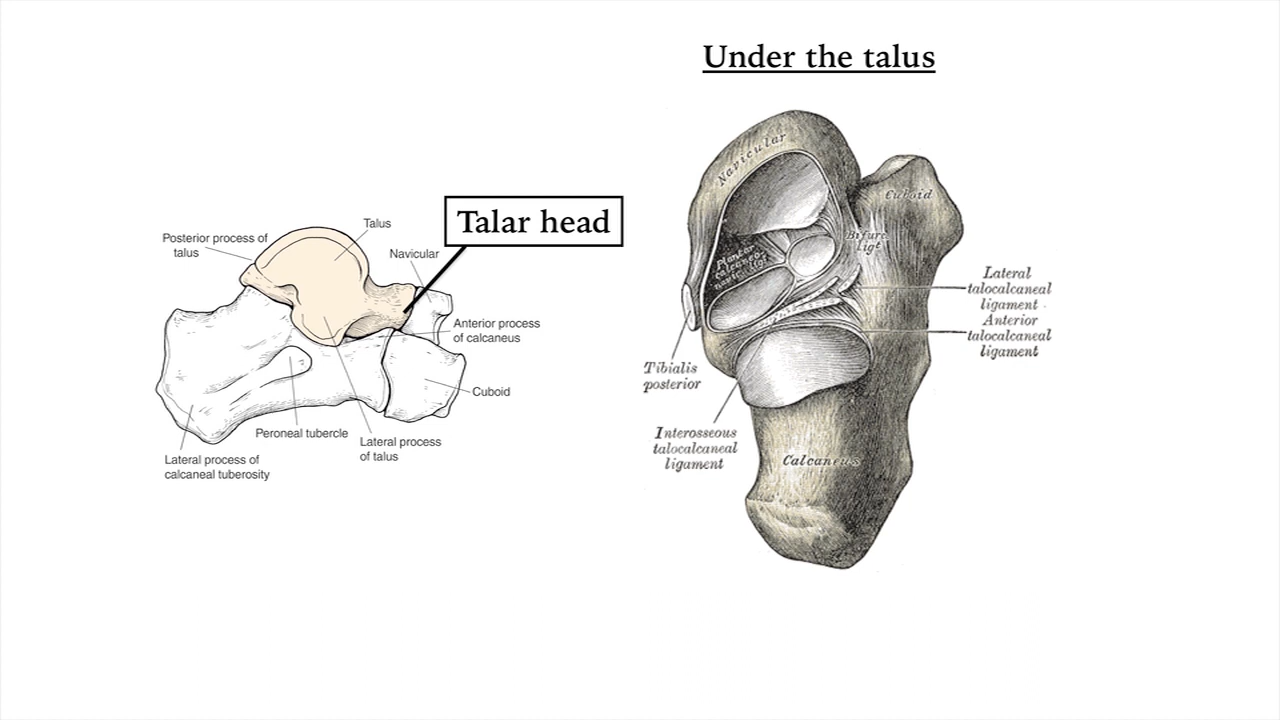 Under the talus
Talar head
Talus
Posterior process of
talus
Navicular
Anterior process
of calcaneus
Cuboid
Peroneal tubercle
Lateral process
of talus
Lateral process of
calcaneal tuberosity
Navicular
Cuboid
Bifurc.
ligt
Plantar
calcaneo
navic. ligt
Lateral
talocalcaneal
ligament
Anterior
talocalcaneal
ligament
Tibialis
posterior
Interosseous
talocalcaneal
ligament
Calcaneus